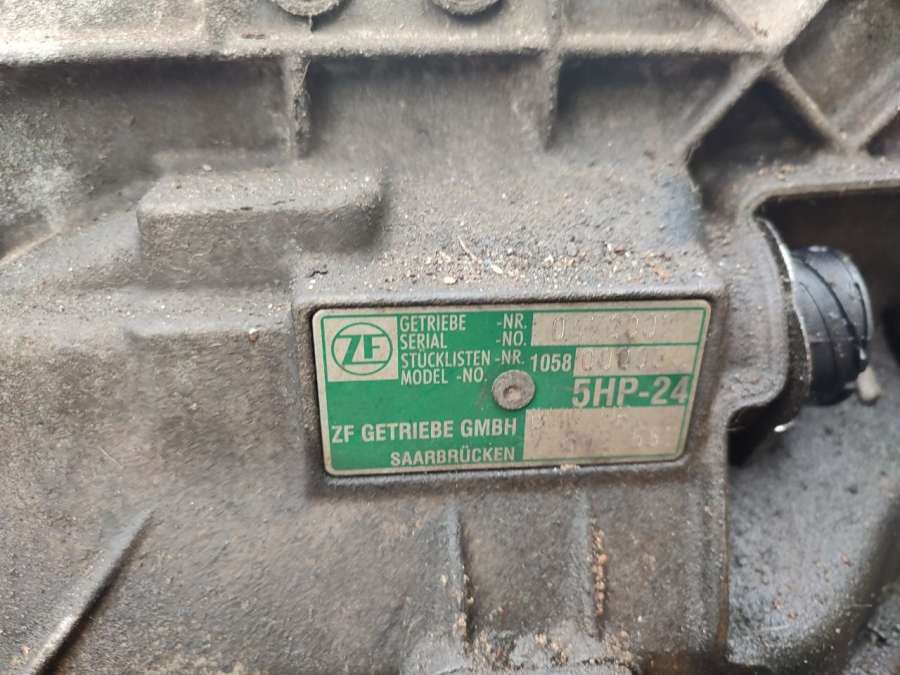 ZF
GETRIEBE -NR.
SERIAL -NO.
STÜCKLISTEN -NR. 1058
MODEL -NO.
5HP-24
ZF GETRIEBE GMBH
SAARBRÜCKEN